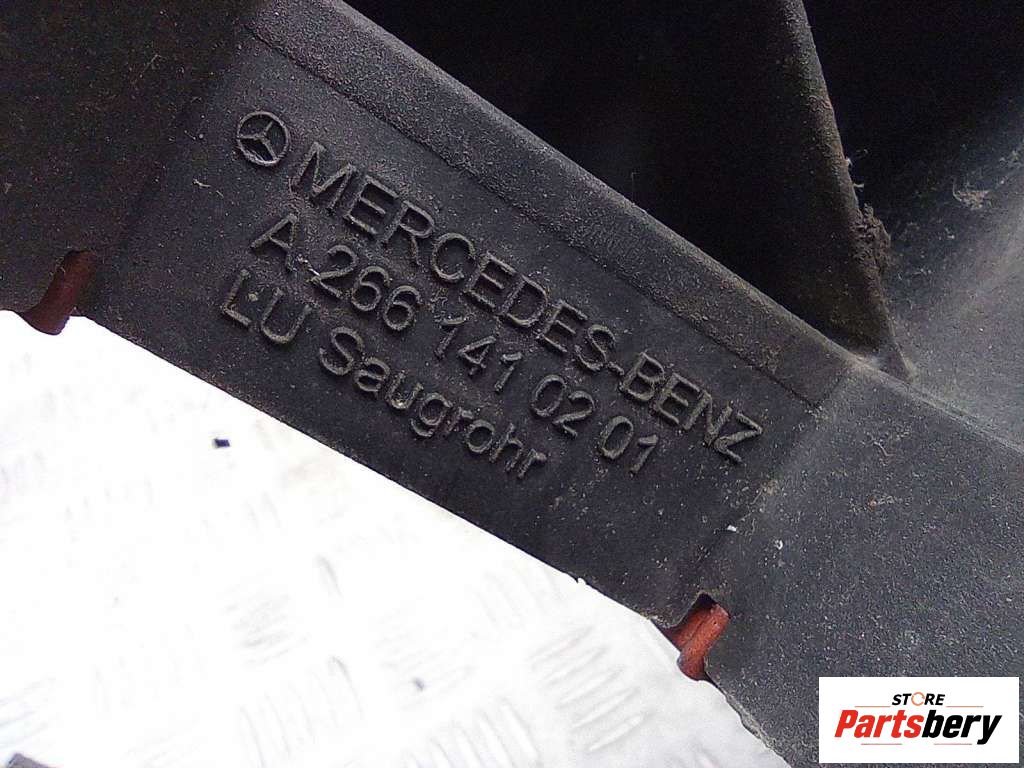 MERCEDES-BENZ
A 266 141 02 01
LU Saugrohr
STORE
Partsbery